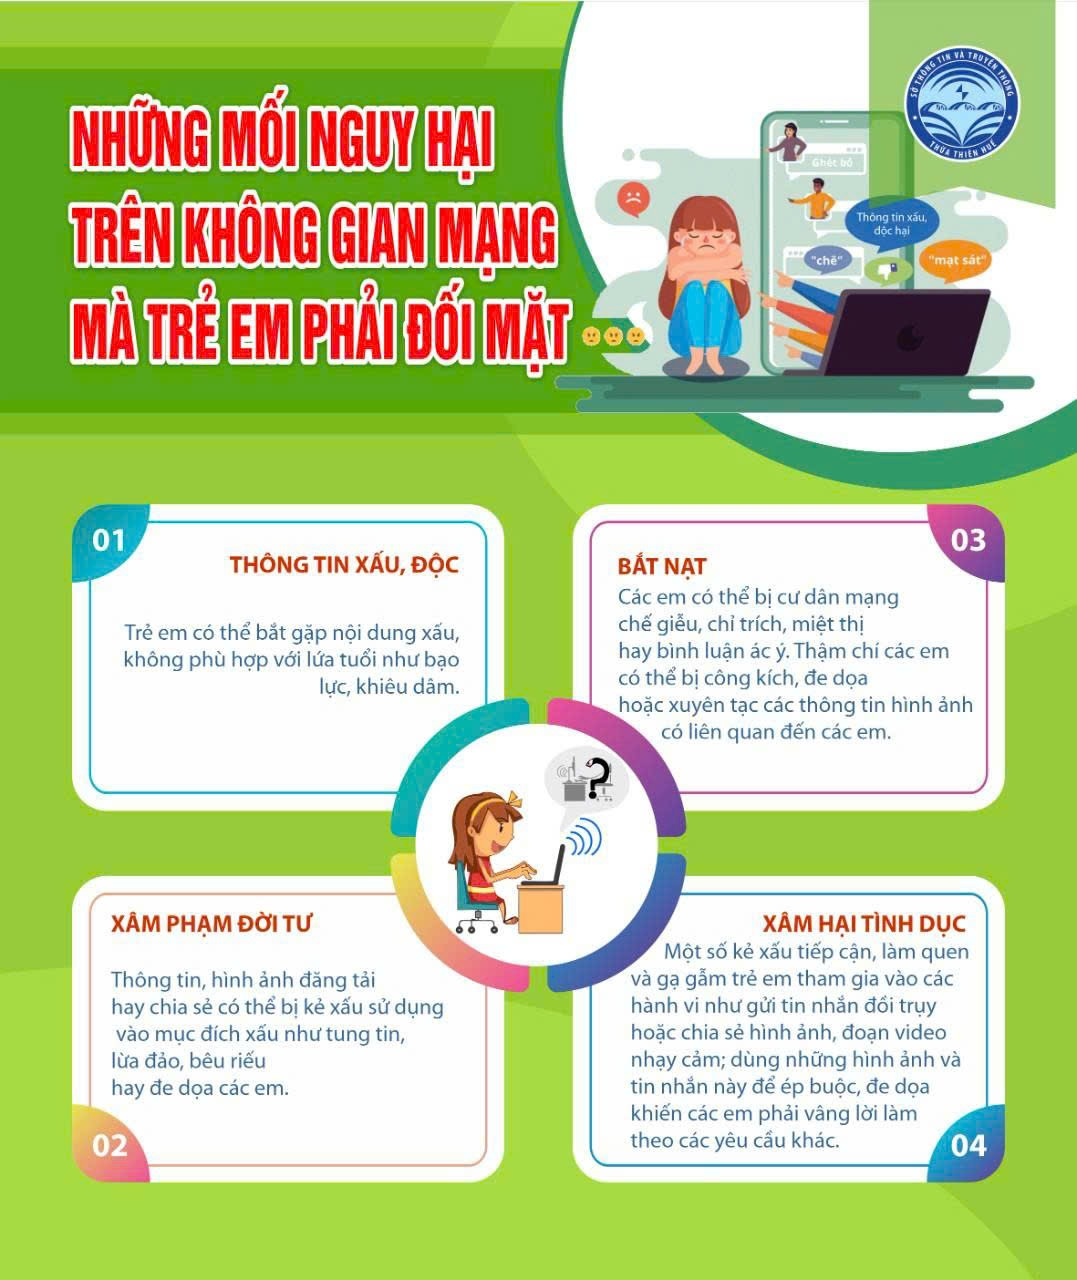 NHỮNG MỐI NGUY HẠI
TRÊN KHÔNG GIAN MẠNG
MÀ TRẺ EM PHẢI ĐỐI MẶT
SỞ THÔNG TIN VÀ TRUYỀN THÔNG
THỪA THIÊN HUẾ
Ghét bỏ
Thông tin xấu,
độc hại
"chê"
"mạt sát"
01
THÔNG TIN XẤU, ĐỘC
Trẻ em có thể bắt gặp nội dung xấu,
không phù hợp với lứa tuổi như bạo
lực, khiêu dâm.
02
XÂM PHẠM ĐỜI TƯ
Thông tin, hình ảnh đăng tải
hay chia sẻ có thể bị kẻ xấu sử dụng
vào mục đích xấu như tung tin,
lừa đảo, bêu riếu
hay đe dọa các em.
03
BẮT NẠT
Các em có thể bị cư dân mạng
chế giễu, chỉ trích, miệt thị
hay bình luận ác ý. Thậm chí các em
có thể bị công kích, đe dọa
hoặc xuyên tạc các thông tin hình ảnh
có liên quan đến các em.
04
XÂM HẠI TÌNH DỤC
Một số kẻ xấu tiếp cận, làm quen
và gạ gẫm trẻ em tham gia vào các
hành vi như gửi tin nhắn đồi trụy
hoặc chia sẻ hình ảnh, đoạn video
nhạy cảm; dùng những hình ảnh và
tin nhắn này để ép buộc, đe dọa
khiến các em phải vâng lời làm
theo các yêu cầu khác.